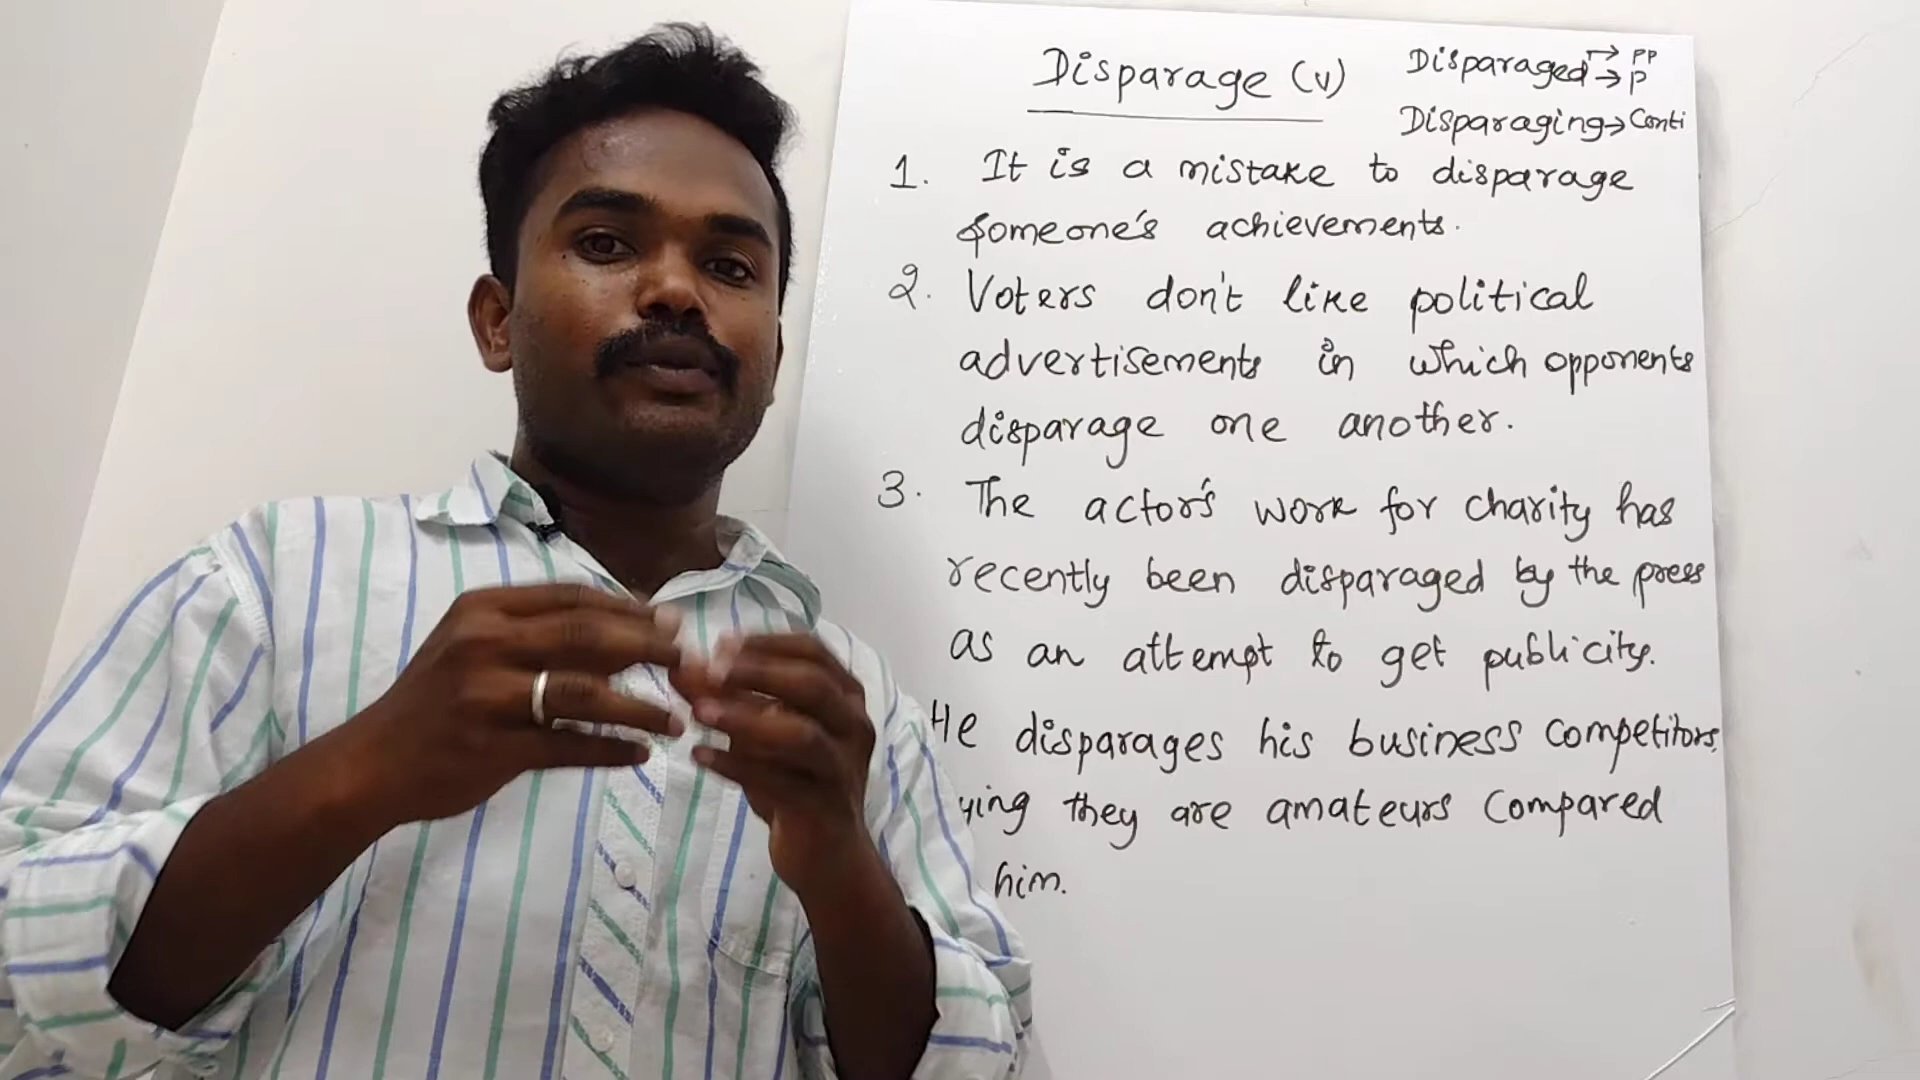 Disparage (v)
Disparaged → PP
→ P
Disparaging → Conti
1. It is a mistake to disparage
someone's achievements.
2. Voters don't like political
advertisements in which opponents
disparage one another.
3. The actor's work for charity has
recently been disparaged by the press
as an attempt to get publicity.
He disparages his business competitors,
ying they are amateurs compared
him.